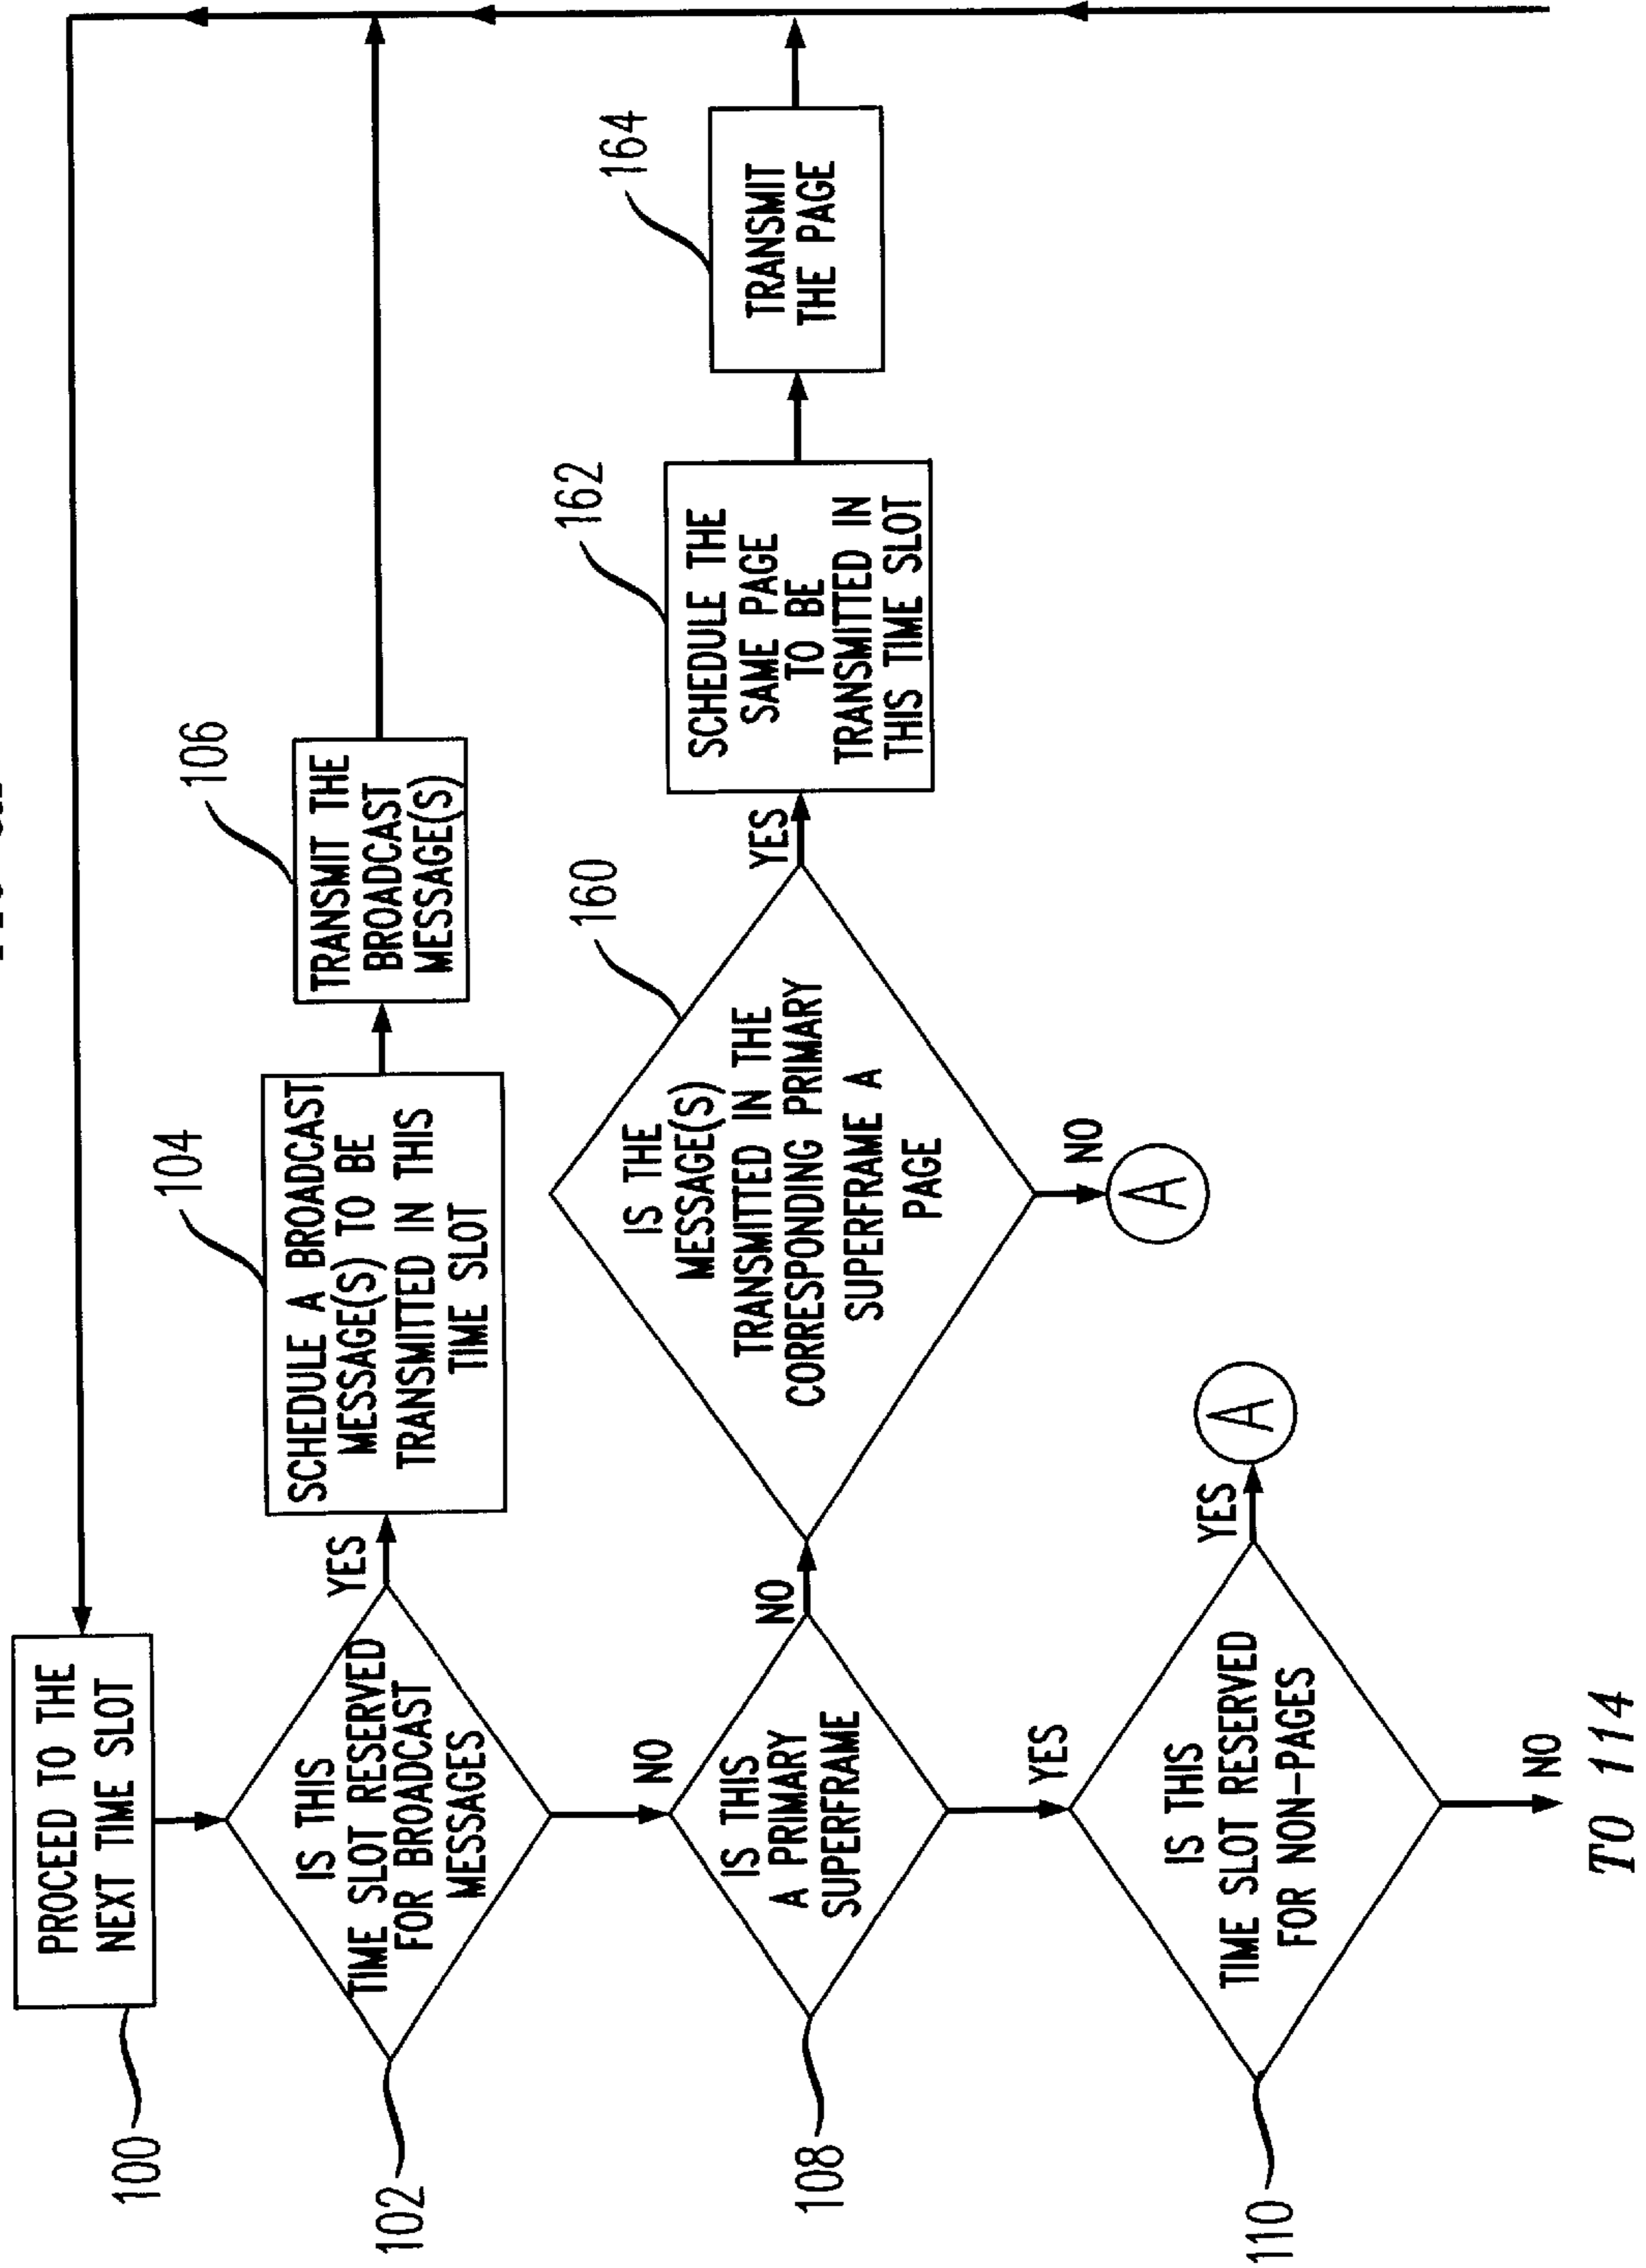 100
PROCEED TO THE
NEXT TIME SLOT
102
IS THIS
TIME SLOT RESERVED
FOR BROADCAST
MESSAGES
YES
104
SCHEDULE A BROADCAST
MESSAGE(S) TO BE
TRANSMITTED IN THIS
TIME SLOT
106
TRANSMIT THE
BROADCAST
MESSAGE(S)
NO
108
IS THIS
A PRIMARY
SUPERFRAME
NO
160
IS THE
MESSAGE(S)
TRANSMITTED IN THE
CORRESPONDING PRIMARY
SUPERFRAME A
PAGE
YES
162
SCHEDULE THE
SAME PAGE
TO BE
TRANSMITTED IN
THIS TIME SLOT
164
TRANSMIT
THE PAGE
NO
A
YES
110
IS THIS
TIME SLOT RESERVED
FOR NON-PAGES
YES
A
NO
TO 114